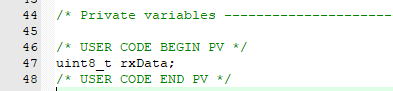 44 /* Private variables ---------------------
45
46 /* USER CODE BEGIN PV */
47 uint8_t rxData;
48 /* USER CODE END PV */